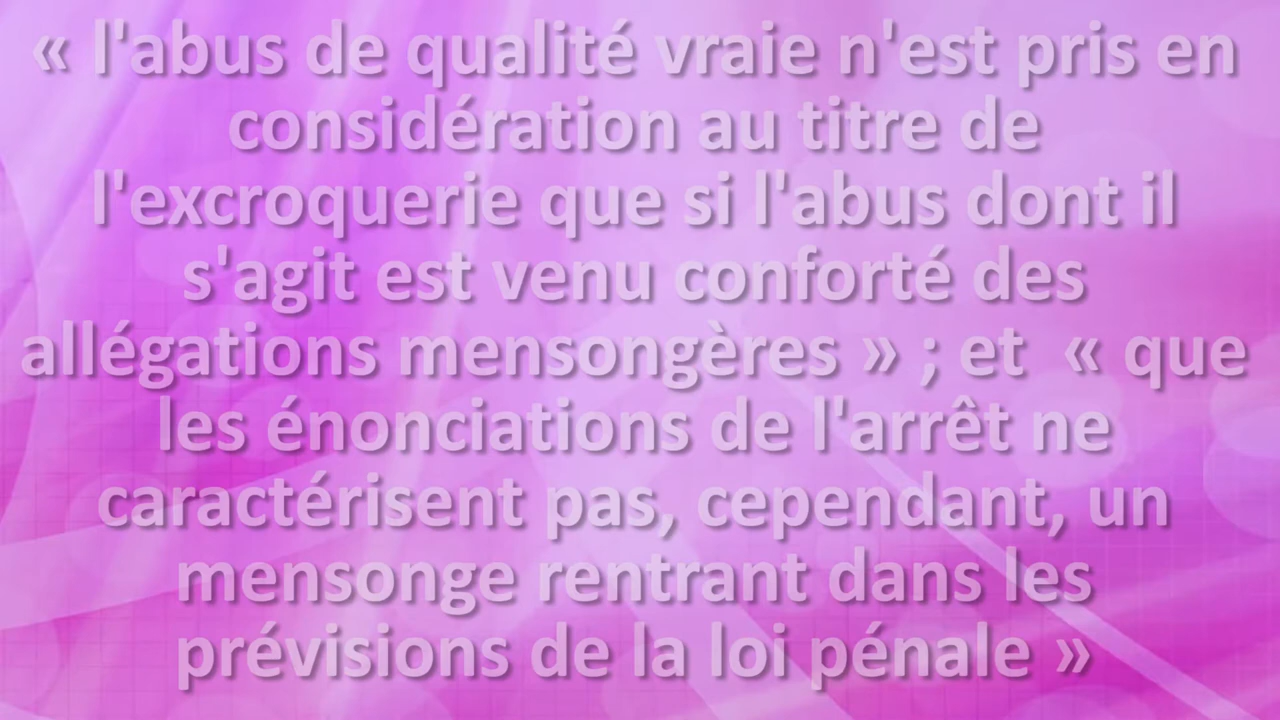 « l'abus de qualité vraie n'est pris en
considération au titre de
l'excroquerie que si l'abus dont il
s'agit est venu conforté des
allégations mensongères » ; et  « que
les énonciations de l'arrêt ne
caractérisent pas, cependant, un
mensonge rentrant dans les
prévisions de la loi pénale »